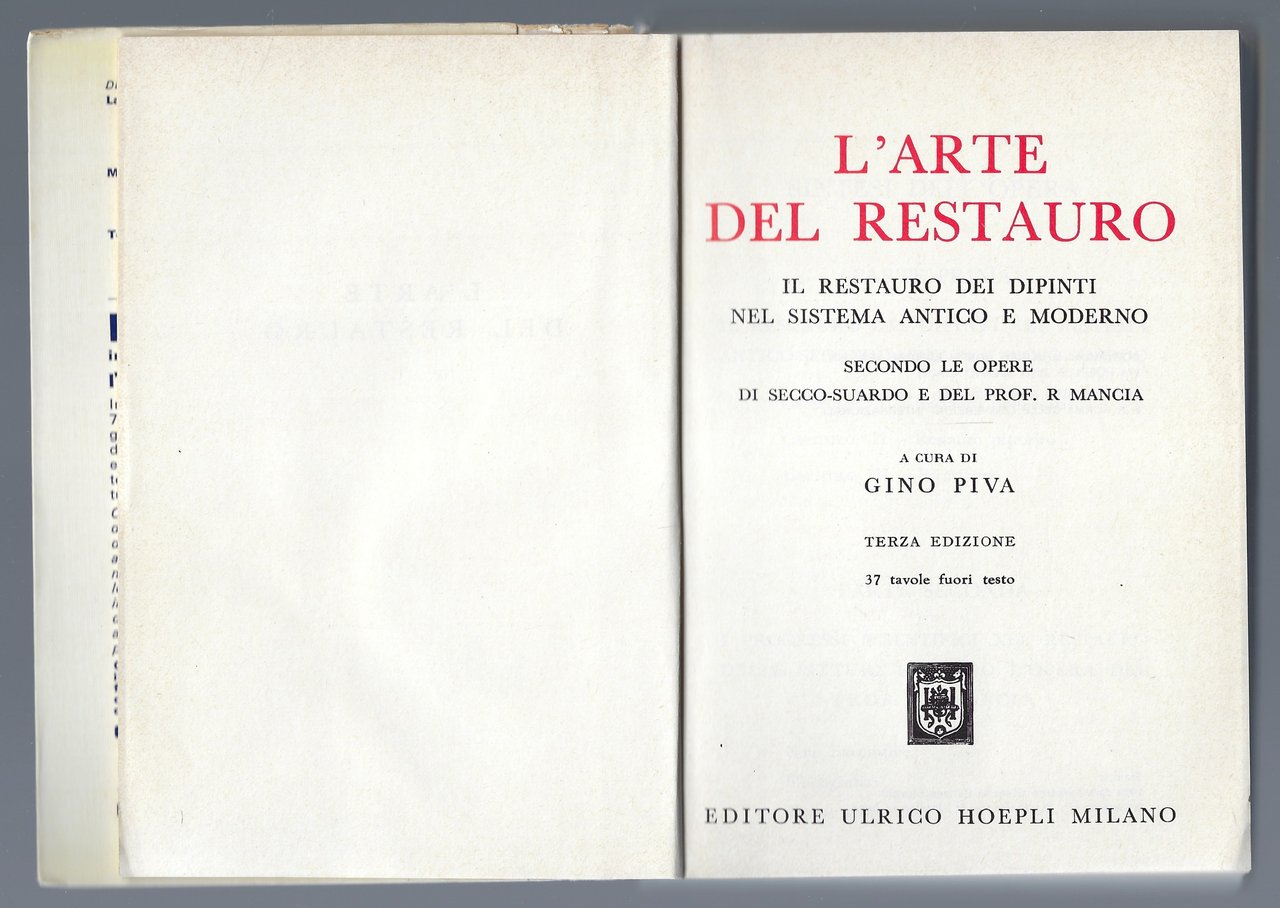 L'ARTE
DEL RESTAURO
IL RESTAURO DEI DIPINTI
NEL SISTEMA ANTICO E MODERNO
SECONDO LE OPERE
DI SECCO-SUARDO E DEL PROF. R MANCIA
A CURA DI
GINO PIVA
TERZA EDIZIONE
37 tavole fuori testo
EDITORE ULRICO HOEPLI MILANO